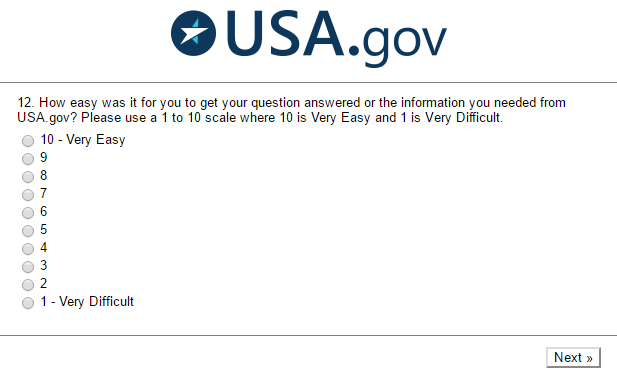 USA.gov
12. How easy was it for you to get your question answered or the information you needed from
USA.gov? Please use a 1 to 10 scale where 10 is Very Easy and 1 is Very Difficult.
10 - Very Easy
9
8
7
6
5
4
3
2
1 - Very Difficult
Next »